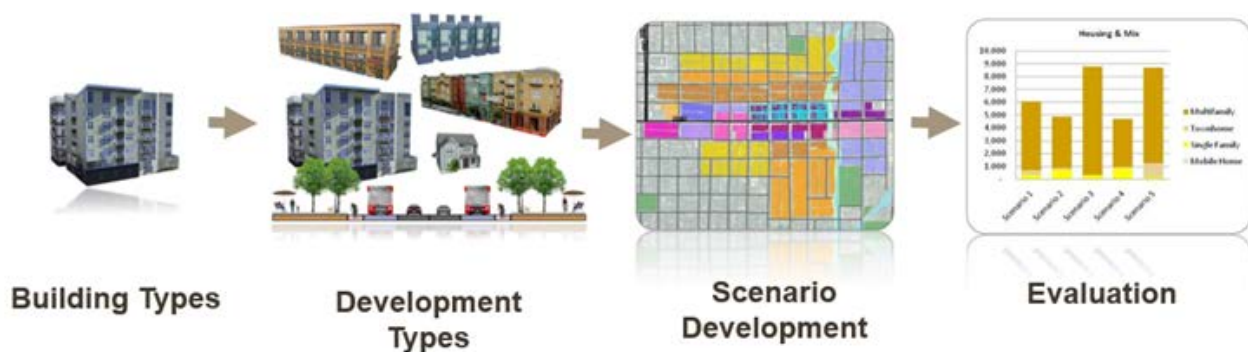 Housing & Mix
10,000
9,000
8,000
7,000
6,000
5,000
4,000
3,000
2,000
1,000
-
Multifamily
Townhome
Single Family
Mobile Home
Scenario 1
Scenario 2
Scenario 3
Scenario 4
Scenario 5
Building Types
Development
Types
Scenario
Development
Evaluation